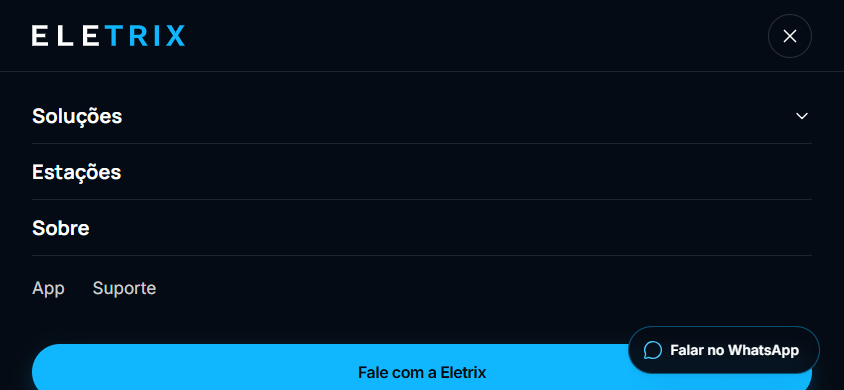 ELETRIX
Soluções
Estações
Sobre
App Suporte
Falar no WhatsApp
Fale com a Eletrix